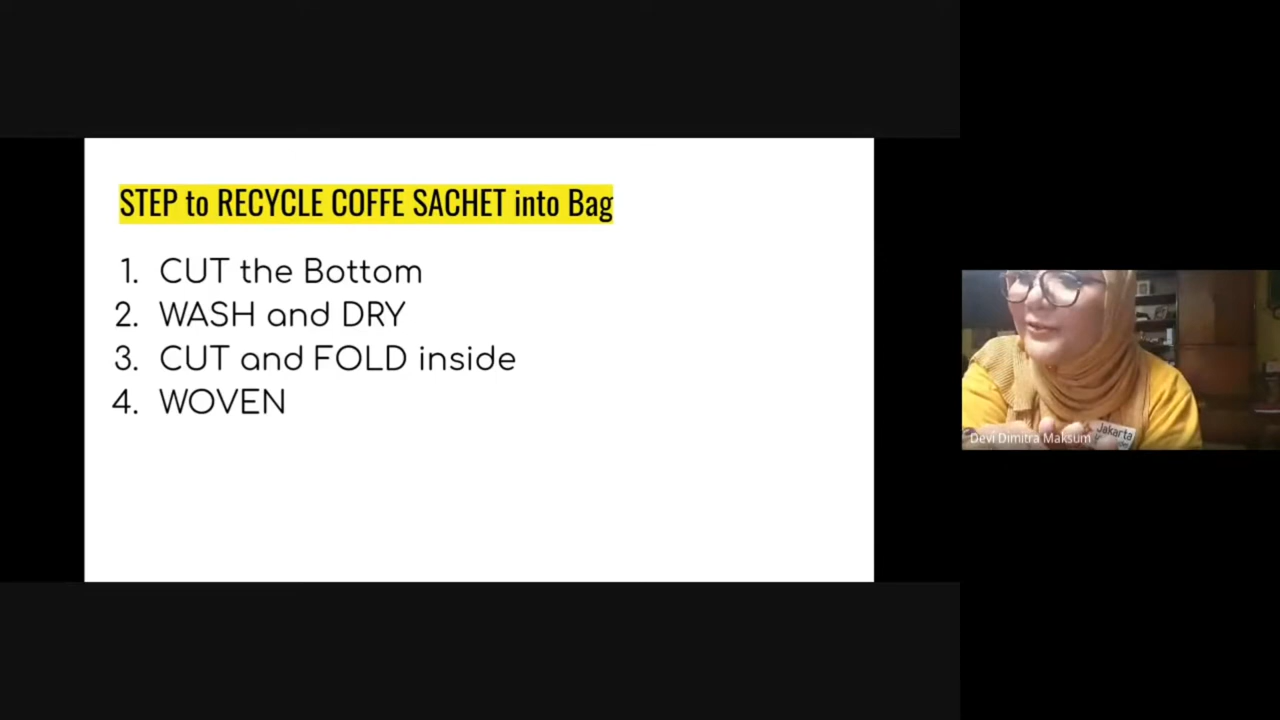 STEP to RECYCLE COFFE SACHET into Bag
1. CUT the Bottom
2. WASH and DRY
3. CUT and FOLD inside
4. WOVEN
Jakarta
Devi Dimitra Maksum